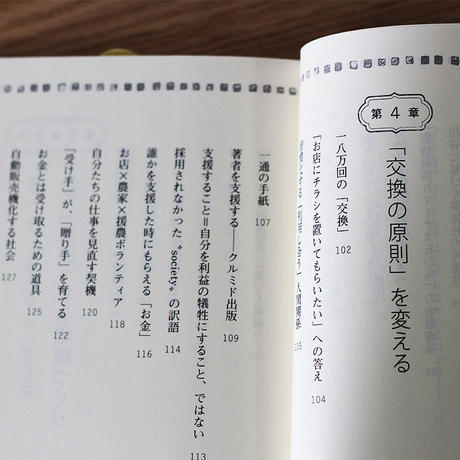 第4章
「交換の原則」を変える
一八万回の「交換」 102
「お店にチラシを置いてもらいたい」への答え 104
「利用し合う」人間関係
一通の手紙 107
著者を支援する――クルミド出版 109
支援すること＝自分を利益の犠牲にすること、ではない 113
採用されなかった〝society〟の訳語 114
誰かを支援した時にもらえる「お金」 116
お店×農家×援農ボランティア 118
自分たちの仕事を見直す契機 120
「受け手」が、「贈り手」を育てる 122
お金とは受け取るための道具 125
自動販売機化する社会 127